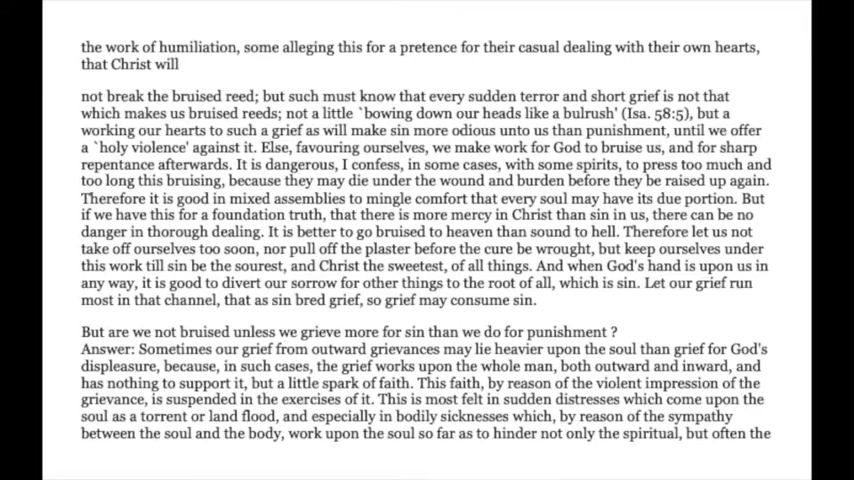 the work of humiliation, some alleging this for a pretence for their casual dealing with their own hearts,
that Christ will
not break the bruised reed; but such must know that every sudden terror and short grief is not that
which makes us bruised reeds; not a little `bowing down our heads like a bulrush' (Isa. 58:5), but a
working our hearts to such a grief as will make sin more odious unto us than punishment, until we offer
a `holy violence' against it. Else, favouring ourselves, we make work for God to bruise us, and for sharp
repentance afterwards. It is dangerous, I confess, in some cases, with some spirits, to press too much and
too long this bruising, because they may die under the wound and burden before they be raised up again.
Therefore it is good in mixed assemblies to mingle comfort that every soul may have its due portion. But
if we have this for a foundation truth, that there is more mercy in Christ than sin in us, there can be no
danger in thorough dealing. It is better to go bruised to heaven than sound to hell. Therefore let us not
take off ourselves too soon, nor pull off the plaster before the cure be wrought, but keep ourselves under
this work till sin be the sourest, and Christ the sweetest, of all things. And when God's hand is upon us in
any way, it is good to divert our sorrow for other things to the root of all, which is sin. Let our grief run
most in that channel, that as sin bred grief, so grief may consume sin.
But are we not bruised unless we grieve more for sin than we do for punishment ?
Answer: Sometimes our grief from outward grievances may lie heavier upon the soul than grief for God's
displeasure, because, in such cases, the grief works upon the whole man, both outward and inward, and
has nothing to support it, but a little spark of faith. This faith, by reason of the violent impression of the
grievance, is suspended in the exercises of it. This is most felt in sudden distresses which come upon the
soul as a torrent or land flood, and especially in bodily sicknesses which, by reason of the sympathy
between the soul and the body, work upon the soul so far as to hinder not only the spiritual, but often the